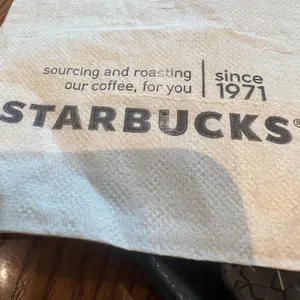 sourcing and roasting
our coffee, for you
since
1971
STARBUCKS®